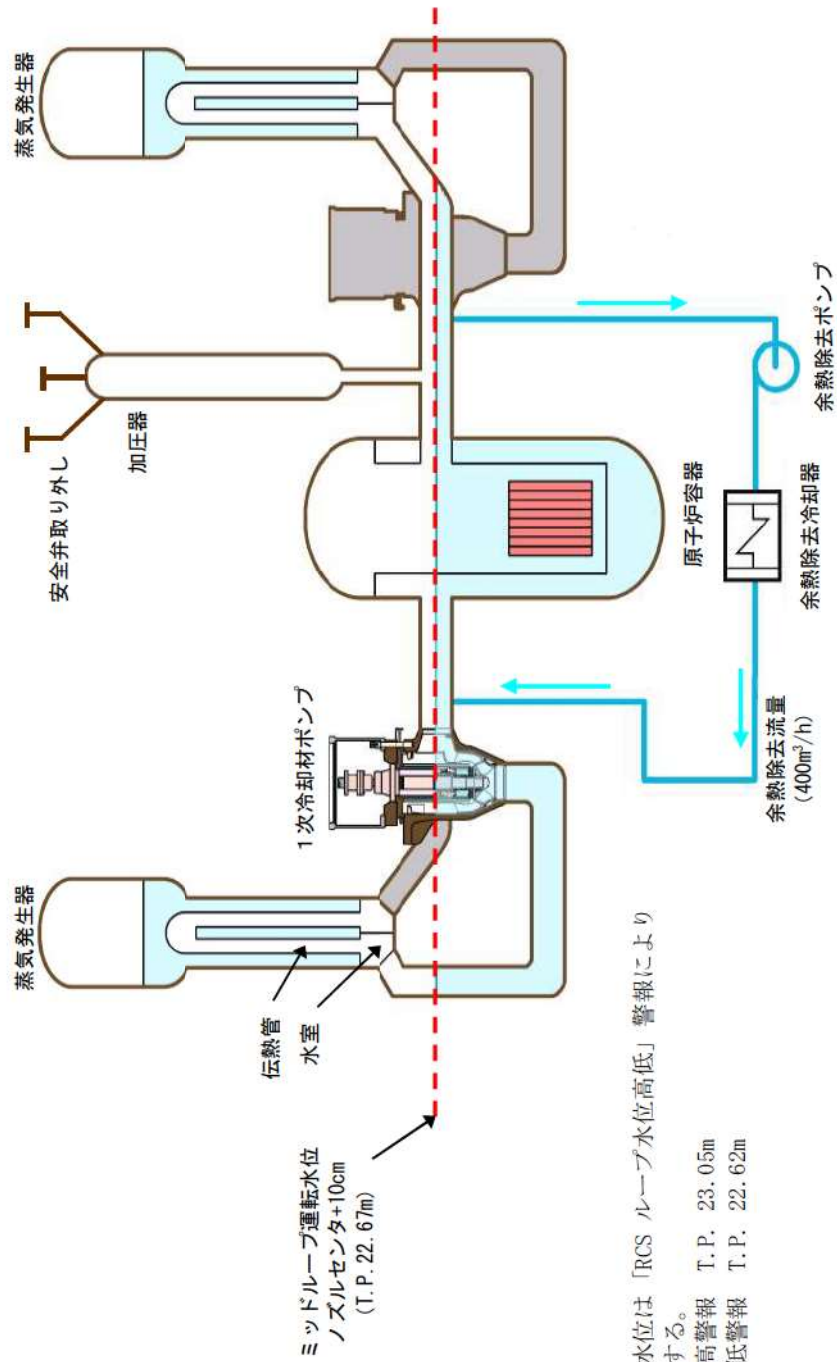 蒸気発生器
安全弁取り外し
加圧器
蒸気発生器
1次冷却材ポンプ
伝熱管
水室
ミッドループ運転水位
ノズルセンタ+10cm
(T.P.22.67m)
原子炉容器
余熱除去冷却器
余熱除去ポンプ
余熱除去流量
(400m³/h)
水位は「RCS ループ水位高低」警報により
する。
高警報 T.P. 23.05m
低警報 T.P. 22.62m